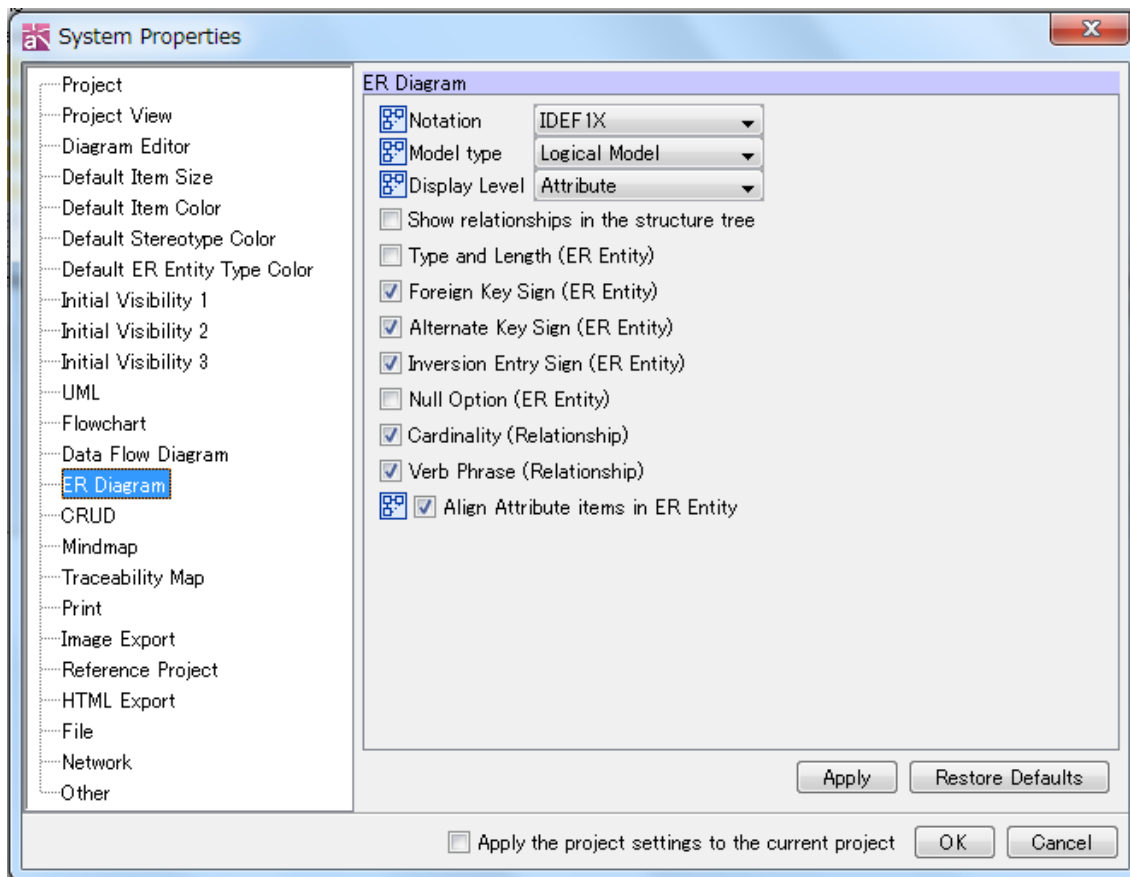 System Properties
Project
Project View
Diagram Editor
Default Item Size
Default Item Color
Default Stereotype Color
Default ER Entity Type Color
Initial Visibility 1
Initial Visibility 2
Initial Visibility 3
UML
Flowchart
Data Flow Diagram
ER Diagram
CRUD
Mindmap
Traceability Map
Print
Image Export
Reference Project
HTML Export
File
Network
Other
ER Diagram
Notation IDEF1X
Model type Logical Model
Display Level Attribute
Show relationships in the structure tree
Type and Length (ER Entity)
Foreign Key Sign (ER Entity)
Alternate Key Sign (ER Entity)
Inversion Entry Sign (ER Entity)
Null Option (ER Entity)
Cardinality (Relationship)
Verb Phrase (Relationship)
Align Attribute items in ER Entity
Apply Restore Defaults
Apply the project settings to the current project OK Cancel